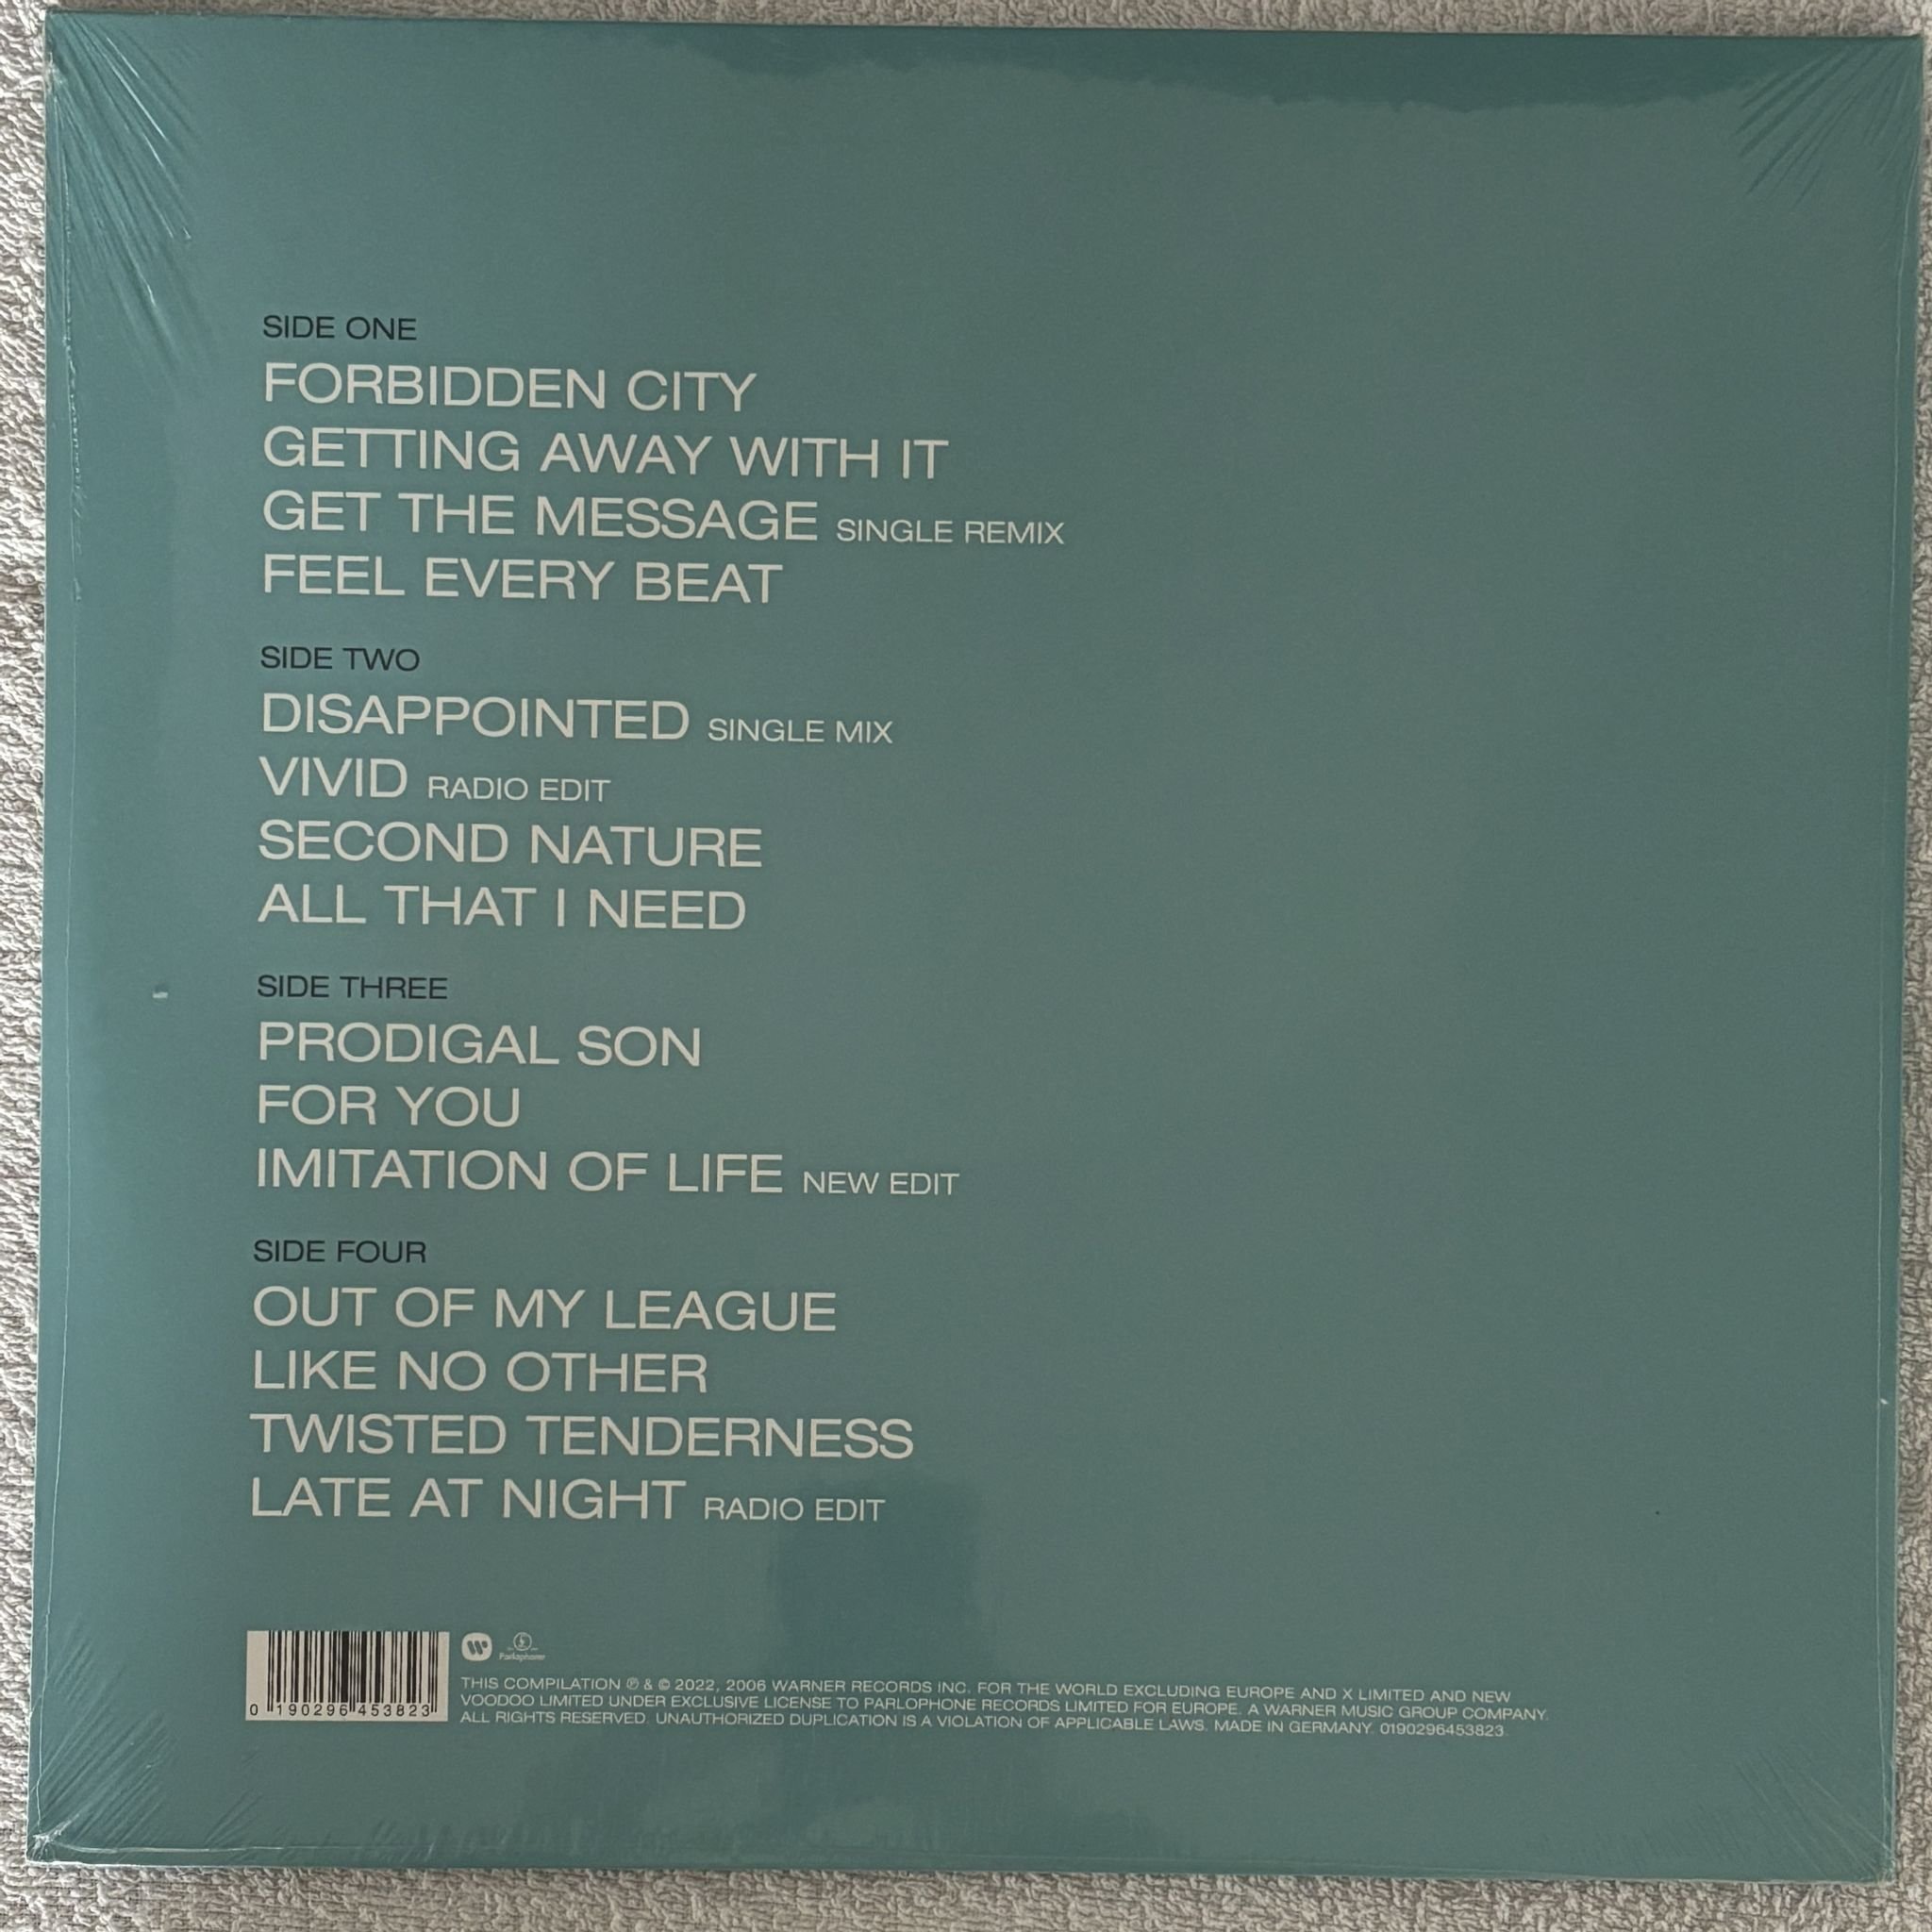 SIDE ONE
FORBIDDEN CITY
GETTING AWAY WITH IT
GET THE MESSAGE SINGLE REMIX
FEEL EVERY BEAT
SIDE TWO
DISAPPOINTED SINGLE MIX
VIVID RADIO EDIT
SECOND NATURE
ALL THAT I NEED
SIDE THREE
PRODIGAL SON
FOR YOU
IMITATION OF LIFE NEW EDIT
SIDE FOUR
OUT OF MY LEAGUE
LIKE NO OTHER
TWISTED TENDERNESS
LATE AT NIGHT RADIO EDIT
Parlophone
THIS COMPILATION ℗ & © 2022, 2006 WARNER RECORDS INC. FOR THE WORLD EXCLUDING EUROPE AND X LIMITED AND NEW
VOODOO LIMITED UNDER EXCLUSIVE LICENSE TO PARLOPHONE RECORDS LIMITED FOR EUROPE. A WARNER MUSIC GROUP COMPANY.
ALL RIGHTS RESERVED. UNAUTHORIZED DUPLICATION IS A VIOLATION OF APPLICABLE LAWS. MADE IN GERMANY. 0190296453823.
0 190296 453823